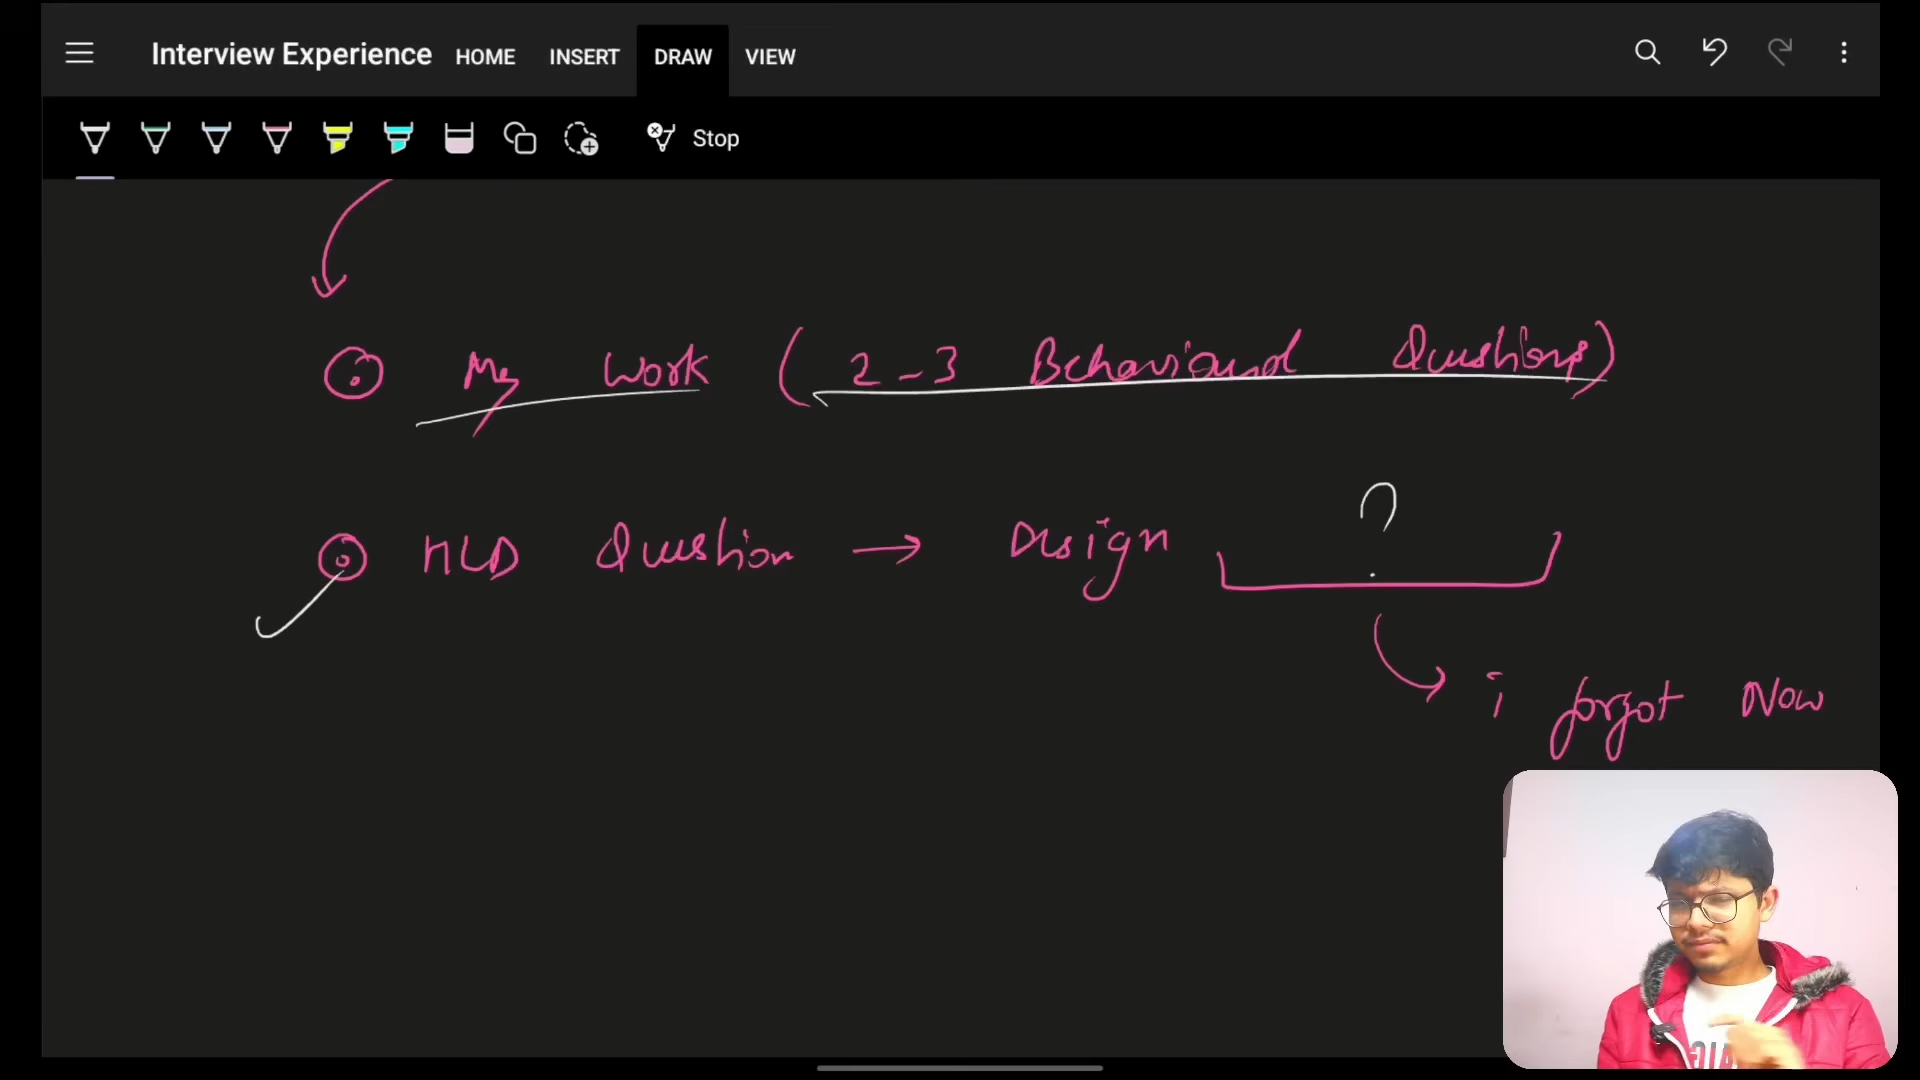 Interview Experience HOME INSERT DRAW VIEW
Stop
My Work (2-3 Behavioural Questions)
HLD Question → Design ?
i forgot Now